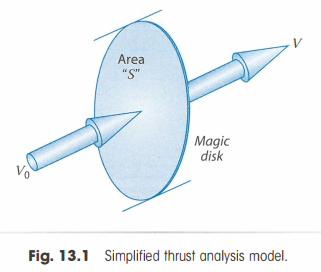 Area
"S"
V
V₀
Magic
disk
Fig. 13.1 Simplified thrust analysis model.